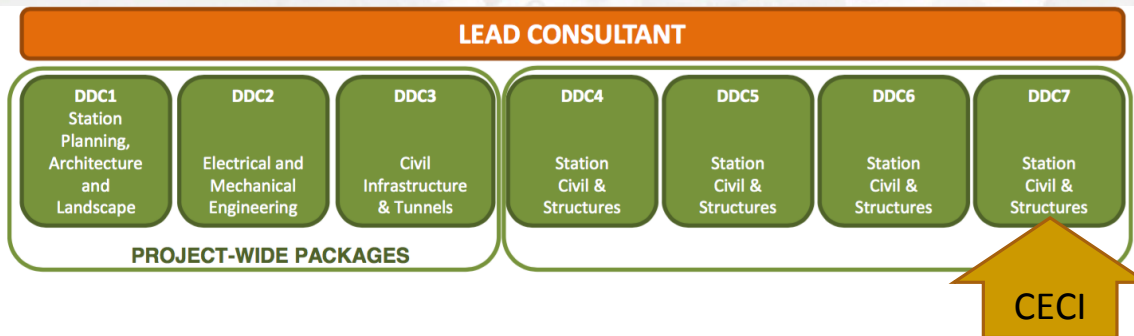 LEAD CONSULTANT
DDC1
Station
Planning,
Architecture
and
Landscape
DDC2
Electrical and
Mechanical
Engineering
DDC3
Civil
Infrastructure
& Tunnels
DDC4
Station
Civil &
Structures
DDC5
Station
Civil &
Structures
DDC6
Station
Civil &
Structures
DDC7
Station
Civil &
Structures
PROJECT-WIDE PACKAGES
CECI